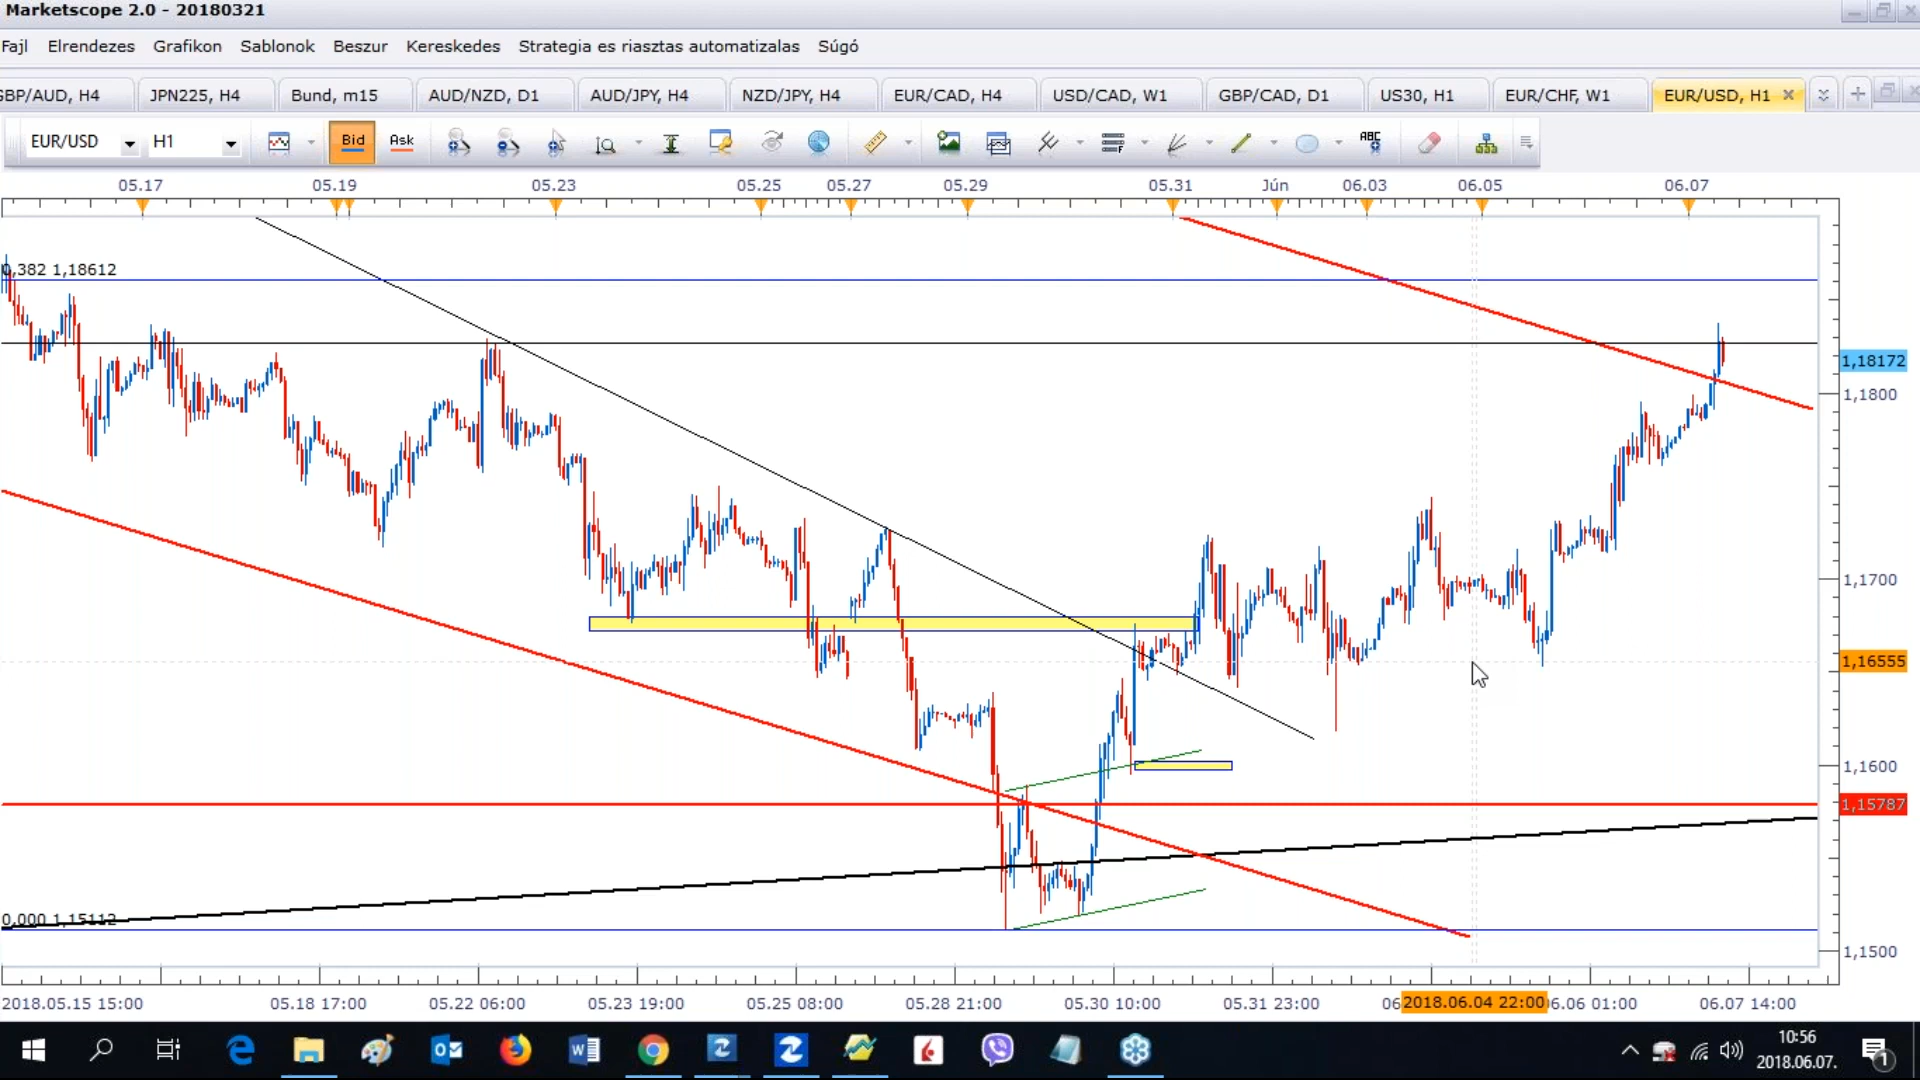 Marketscope 2.0 - 20180321
Fajl Elrendezes Grafikon Sablonok Beszur Kereskedes Strategia es riasztas automatizalas Súgó
GBP/AUD, H4 JPN225, H4 Bund, m15 AUD/NZD, D1 AUD/JPY, H4 NZD/JPY, H4 EUR/CAD, H4 USD/CAD, W1 GBP/CAD, D1 US30, H1 EUR/CHF, W1 EUR/USD, H1
EUR/USD H1 Bid Ask ABC
05.17 05.19 05.23 05.25 05.27 05.29 05.31 Jún 06.03 06.05 06.07
0,382 1,18612
1,18172
1,1800
1,1700
1,16555
1,1600
1,15787
0,000 1,15112
1,1500
2018.05.15 15:00 05.18 17:00 05.22 06:00 05.23 19:00 05.25 08:00 05.28 21:00 05.30 10:00 05.31 23:00 06 2018.06.04 22:00 6.06 01:00 06.07 14:00
10:56
2018.06.07.
1